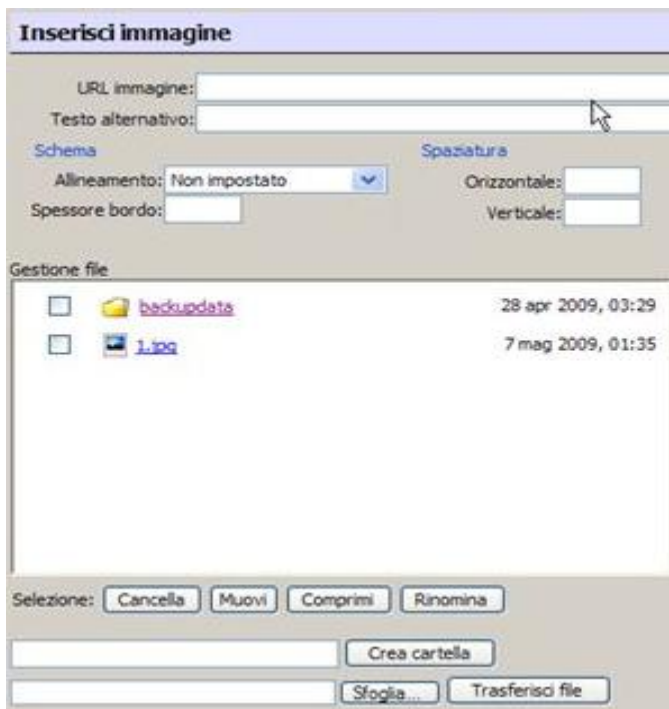 Inserisci immagine
URL immagine:
Testo alternativo:
Schema Spaziatura
Allineamento: Non impostato Orizzontale:
Spessore bordo: Verticale:
Gestione file
backupdata 28 apr 2009, 03:29
1.jpg 7 mag 2009, 01:35
Selezione: Cancella Muovi Comprimi Rinomina
Crea cartella
Sfoglia... Trasferisci file